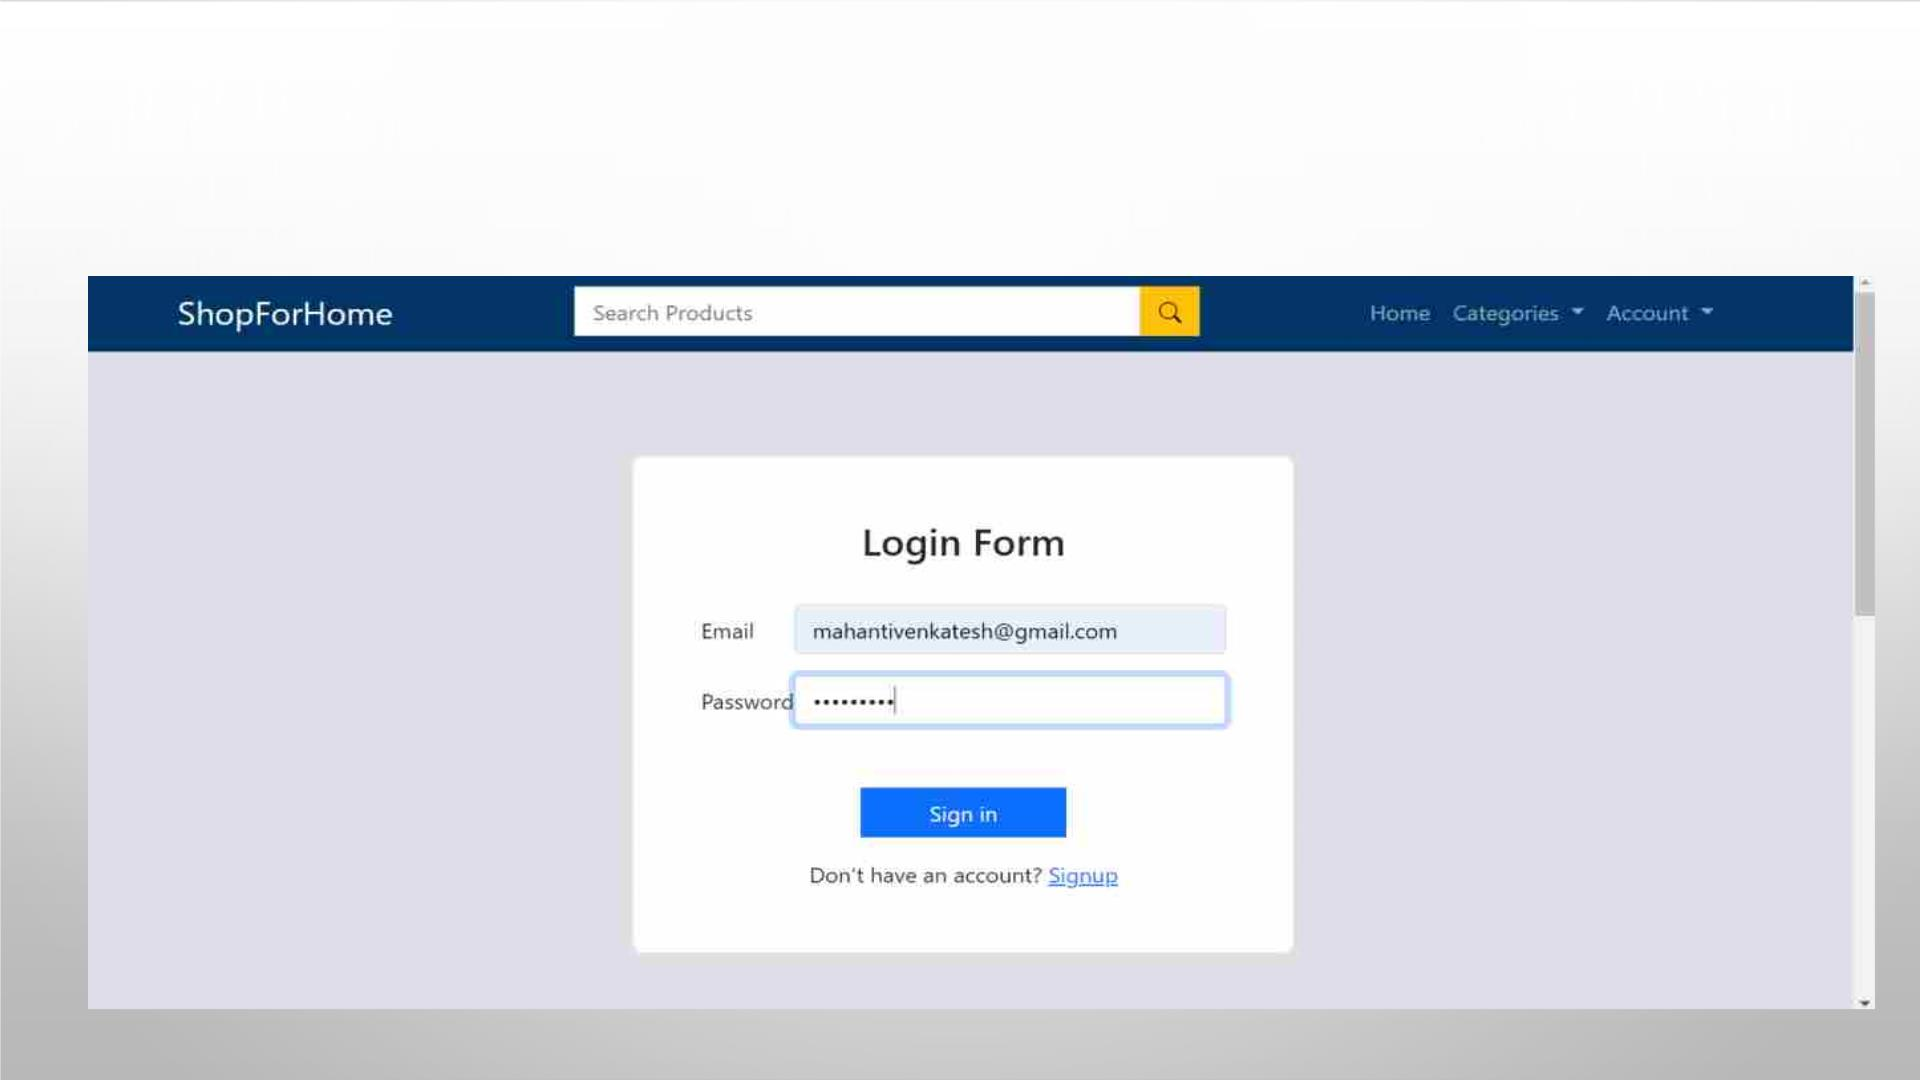 ShopForHome
Search Products
Home Categories Account
Login Form
Email mahantivenkatesh@gmail.com
Password •••••••••
Sign in
Don't have an account? Signup